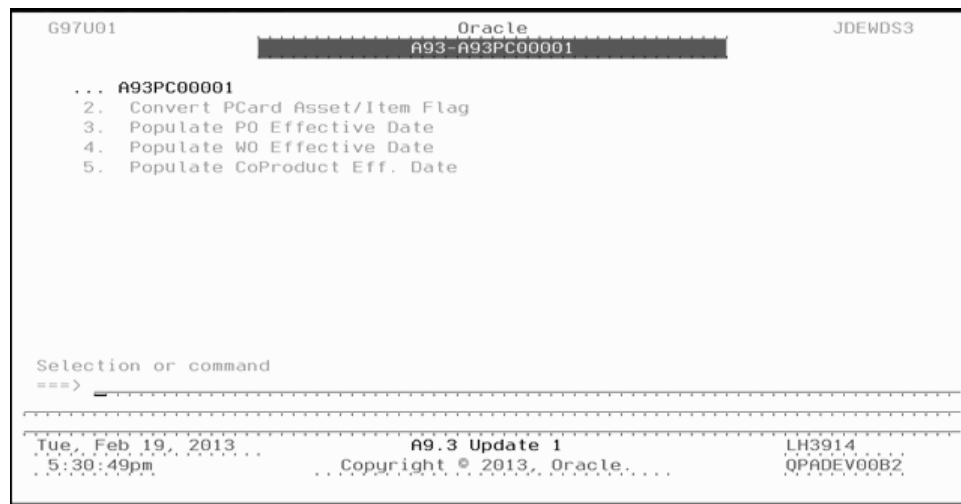 G97U01 Oracle JDEWDS3
A93-A93PC00001
... A93PC00001
2. Convert PCard Asset/Item Flag
3. Populate PO Effective Date
4. Populate WO Effective Date
5. Populate CoProduct Eff. Date
Selection or command
===>
Tue, Feb 19, 2013 A9.3 Update 1 LH3914
5:30:49pm Copyright © 2013, Oracle. QPADEV00B2